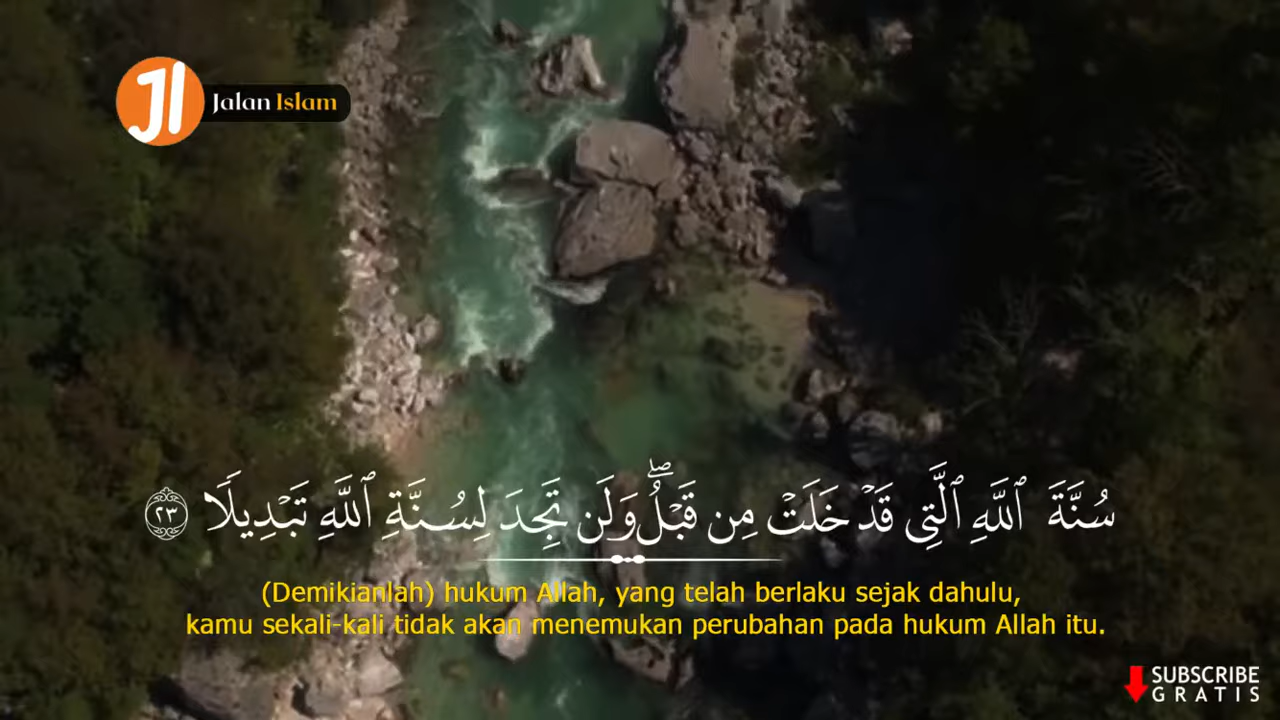 JI Jalan Islam
سُنَّةَ ٱللَّهِ ٱلَّتِى قَدْ خَلَتْ مِن قَبْلُ ۖ وَلَن تَجِدَ لِسُنَّةِ ٱللَّهِ تَبْدِيلًا ٢٣
(Demikianlah) hukum Allah, yang telah berlaku sejak dahulu,
kamu sekali-kali tidak akan menemukan perubahan pada hukum Allah itu.
SUBSCRIBE
GRATIS